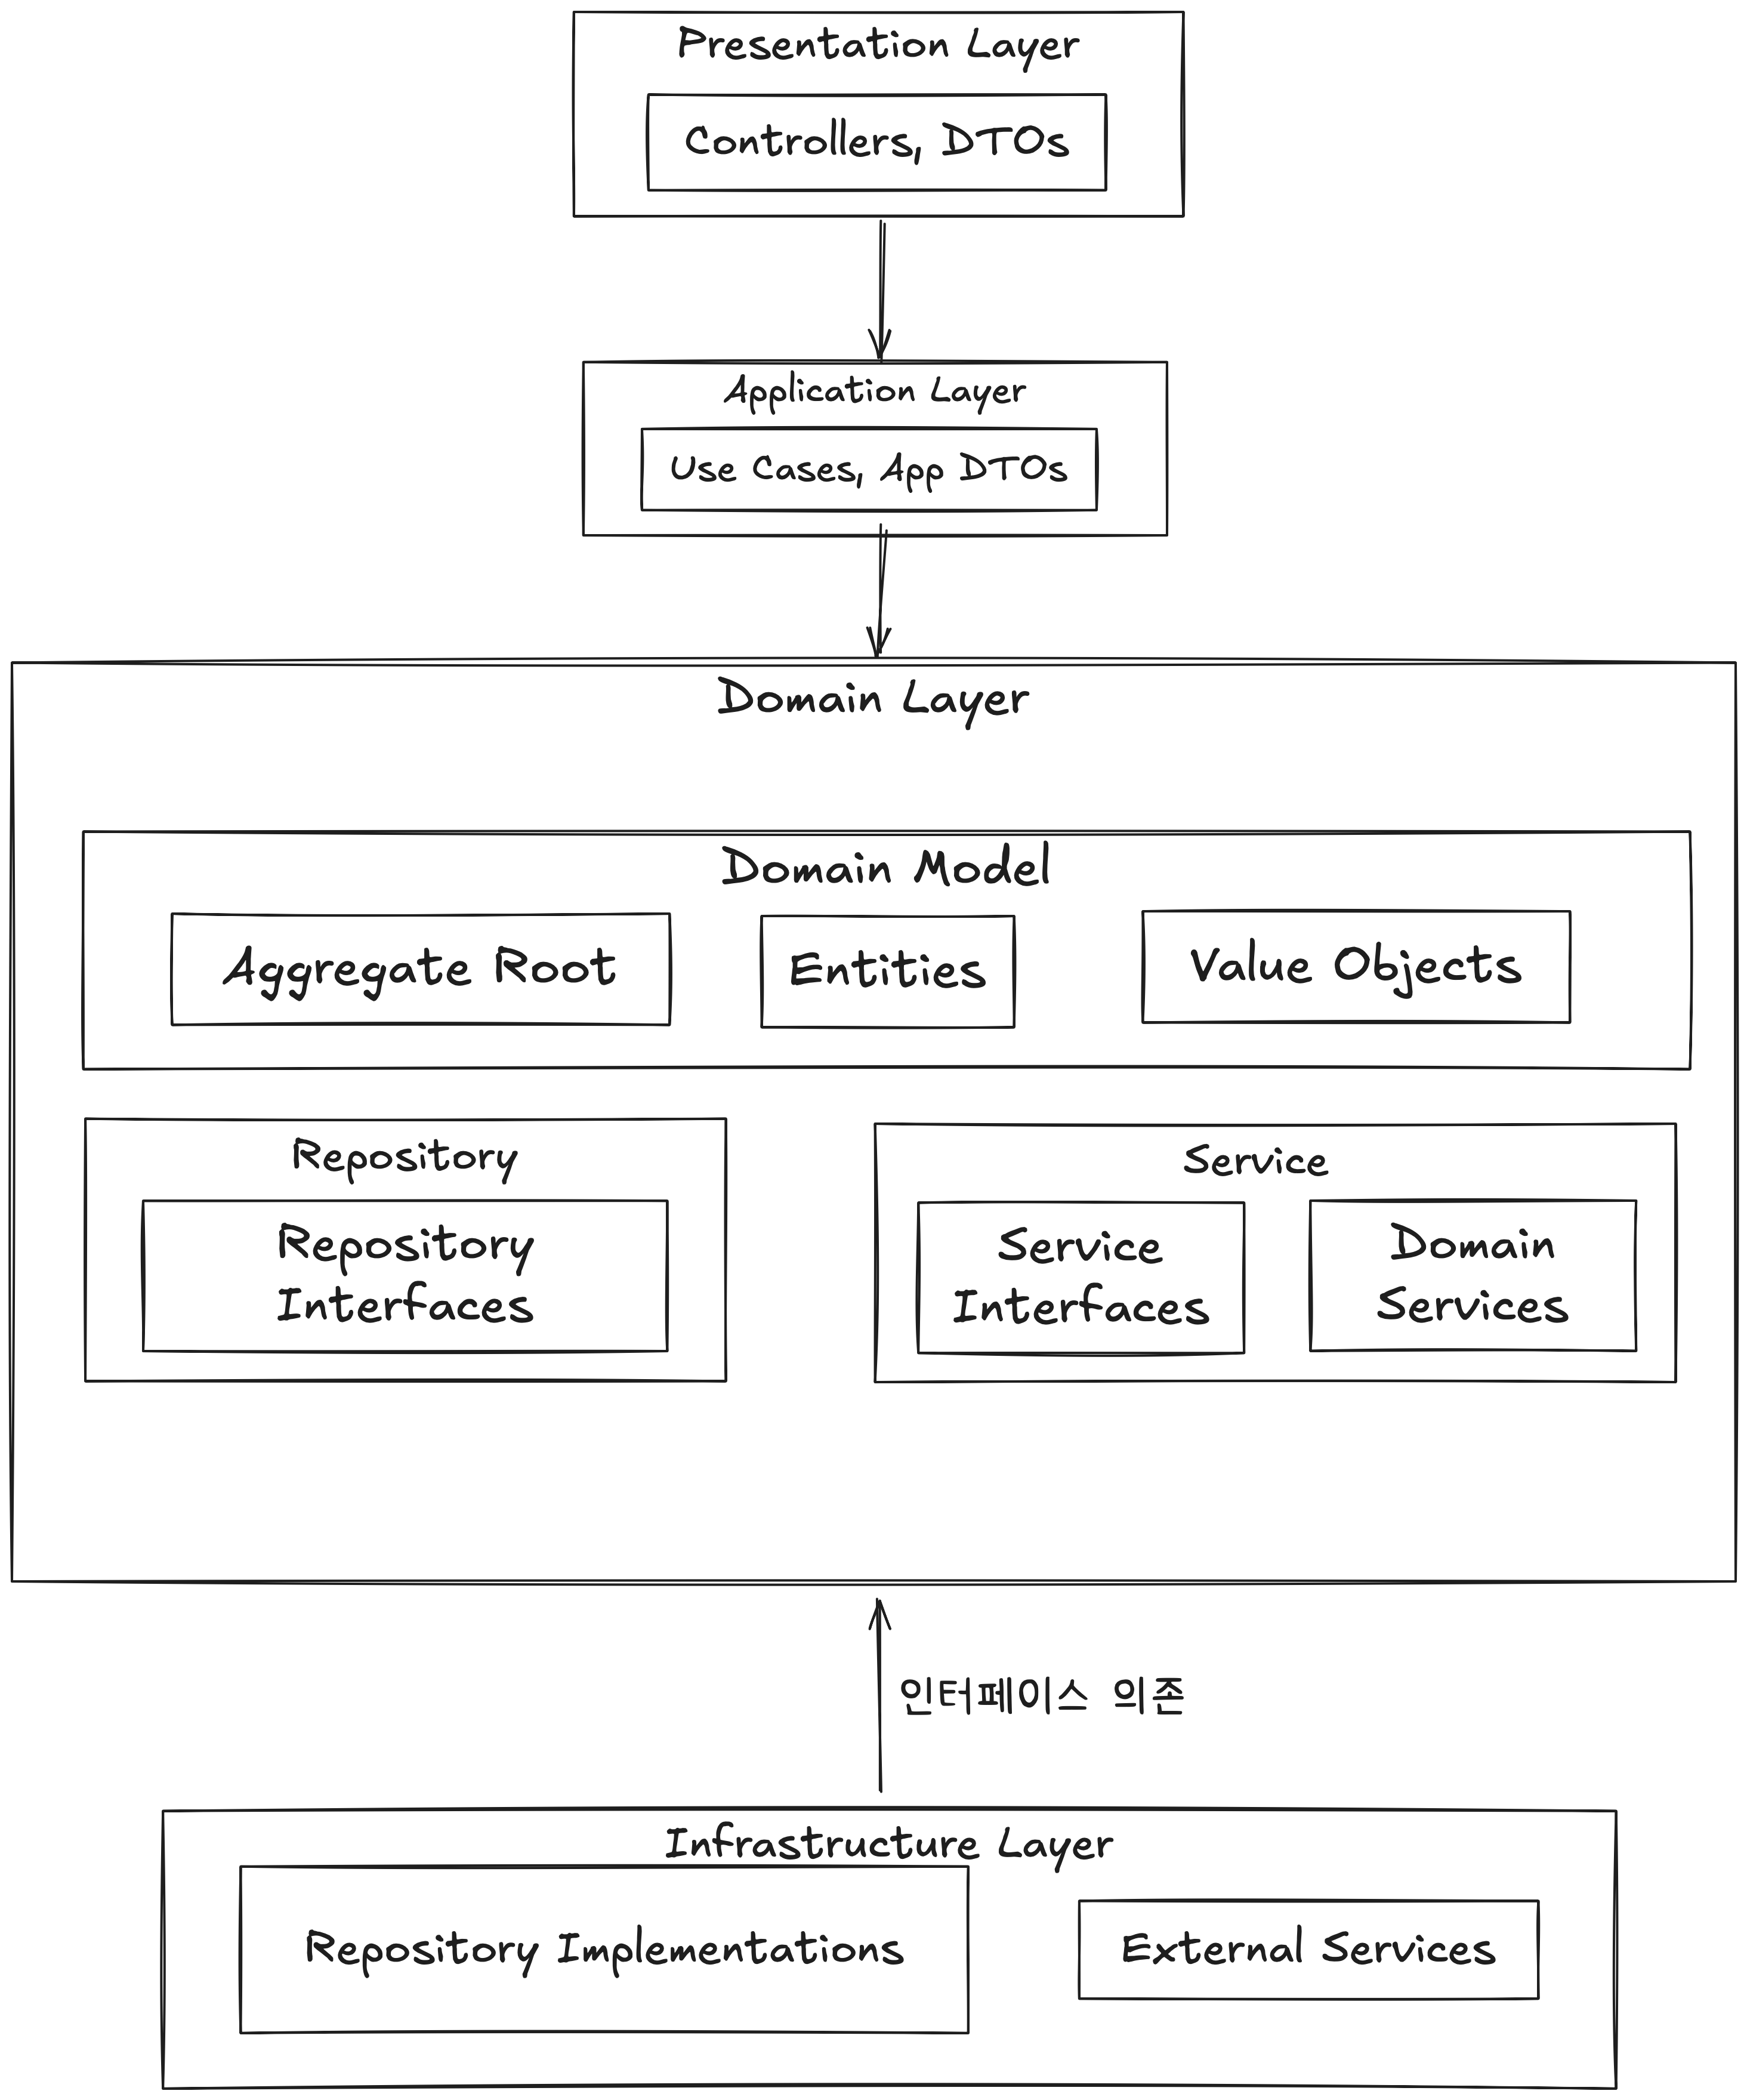 Presentation Layer
Controllers, DTOs
Application Layer
Use Cases, App DTOs
Domain Layer
Domain Model
Aggregate Root
Entities
Value Objects
Repository
Repository
Interfaces
Service
Service
Interfaces
Domain
Services
인터페이스 의존
Infrastructure Layer
Repository Implementations
External Services